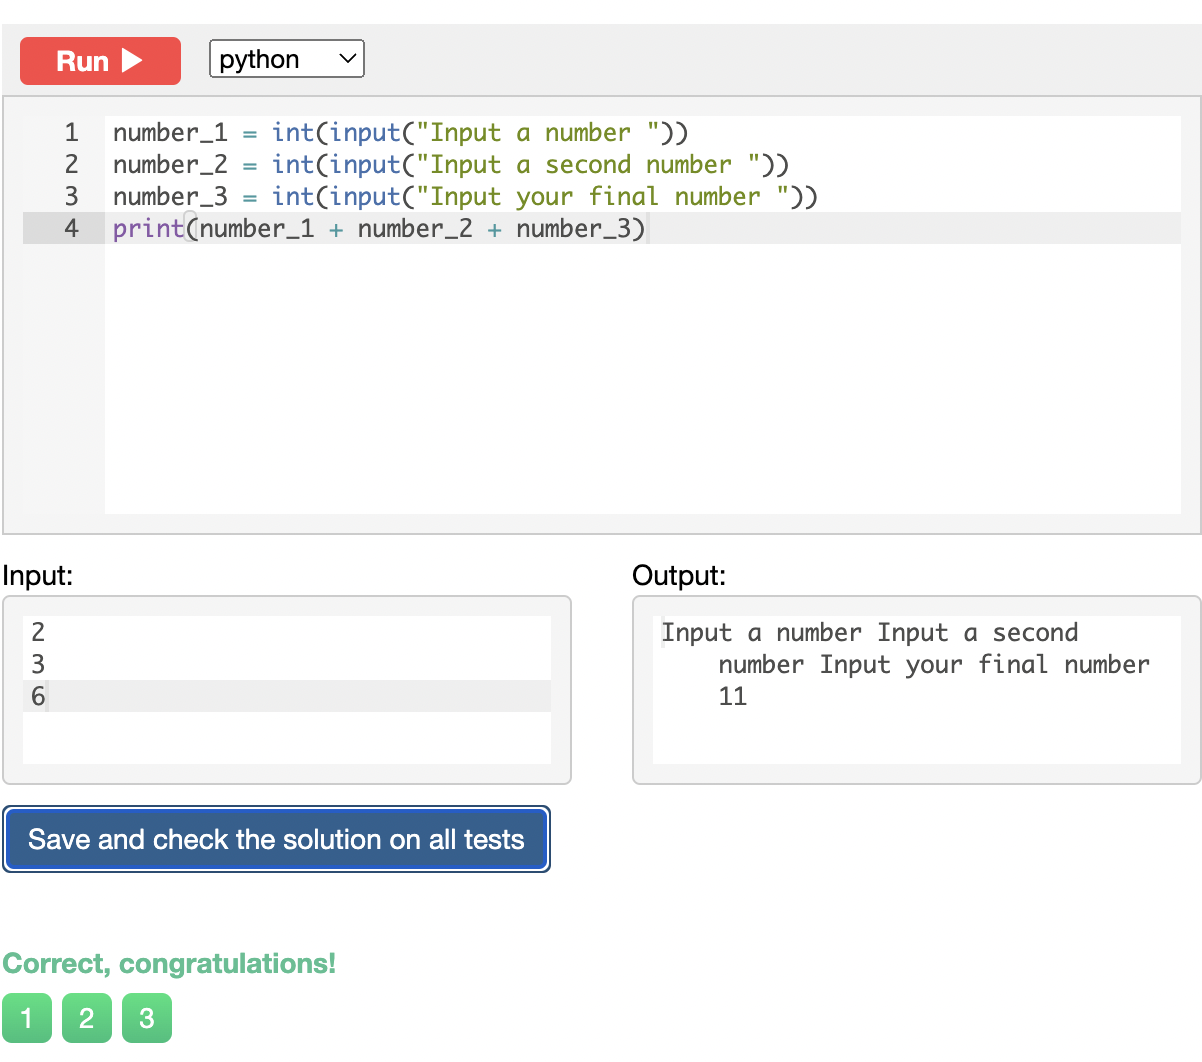 Run ▶ python
1 number_1 = int(input("Input a number "))
2 number_2 = int(input("Input a second number "))
3 number_3 = int(input("Input your final number "))
4 print(number_1 + number_2 + number_3)
Input:
2
3
6
Output:
Input a number Input a second
number Input your final number
11
Save and check the solution on all tests
Correct, congratulations!
1 2 3